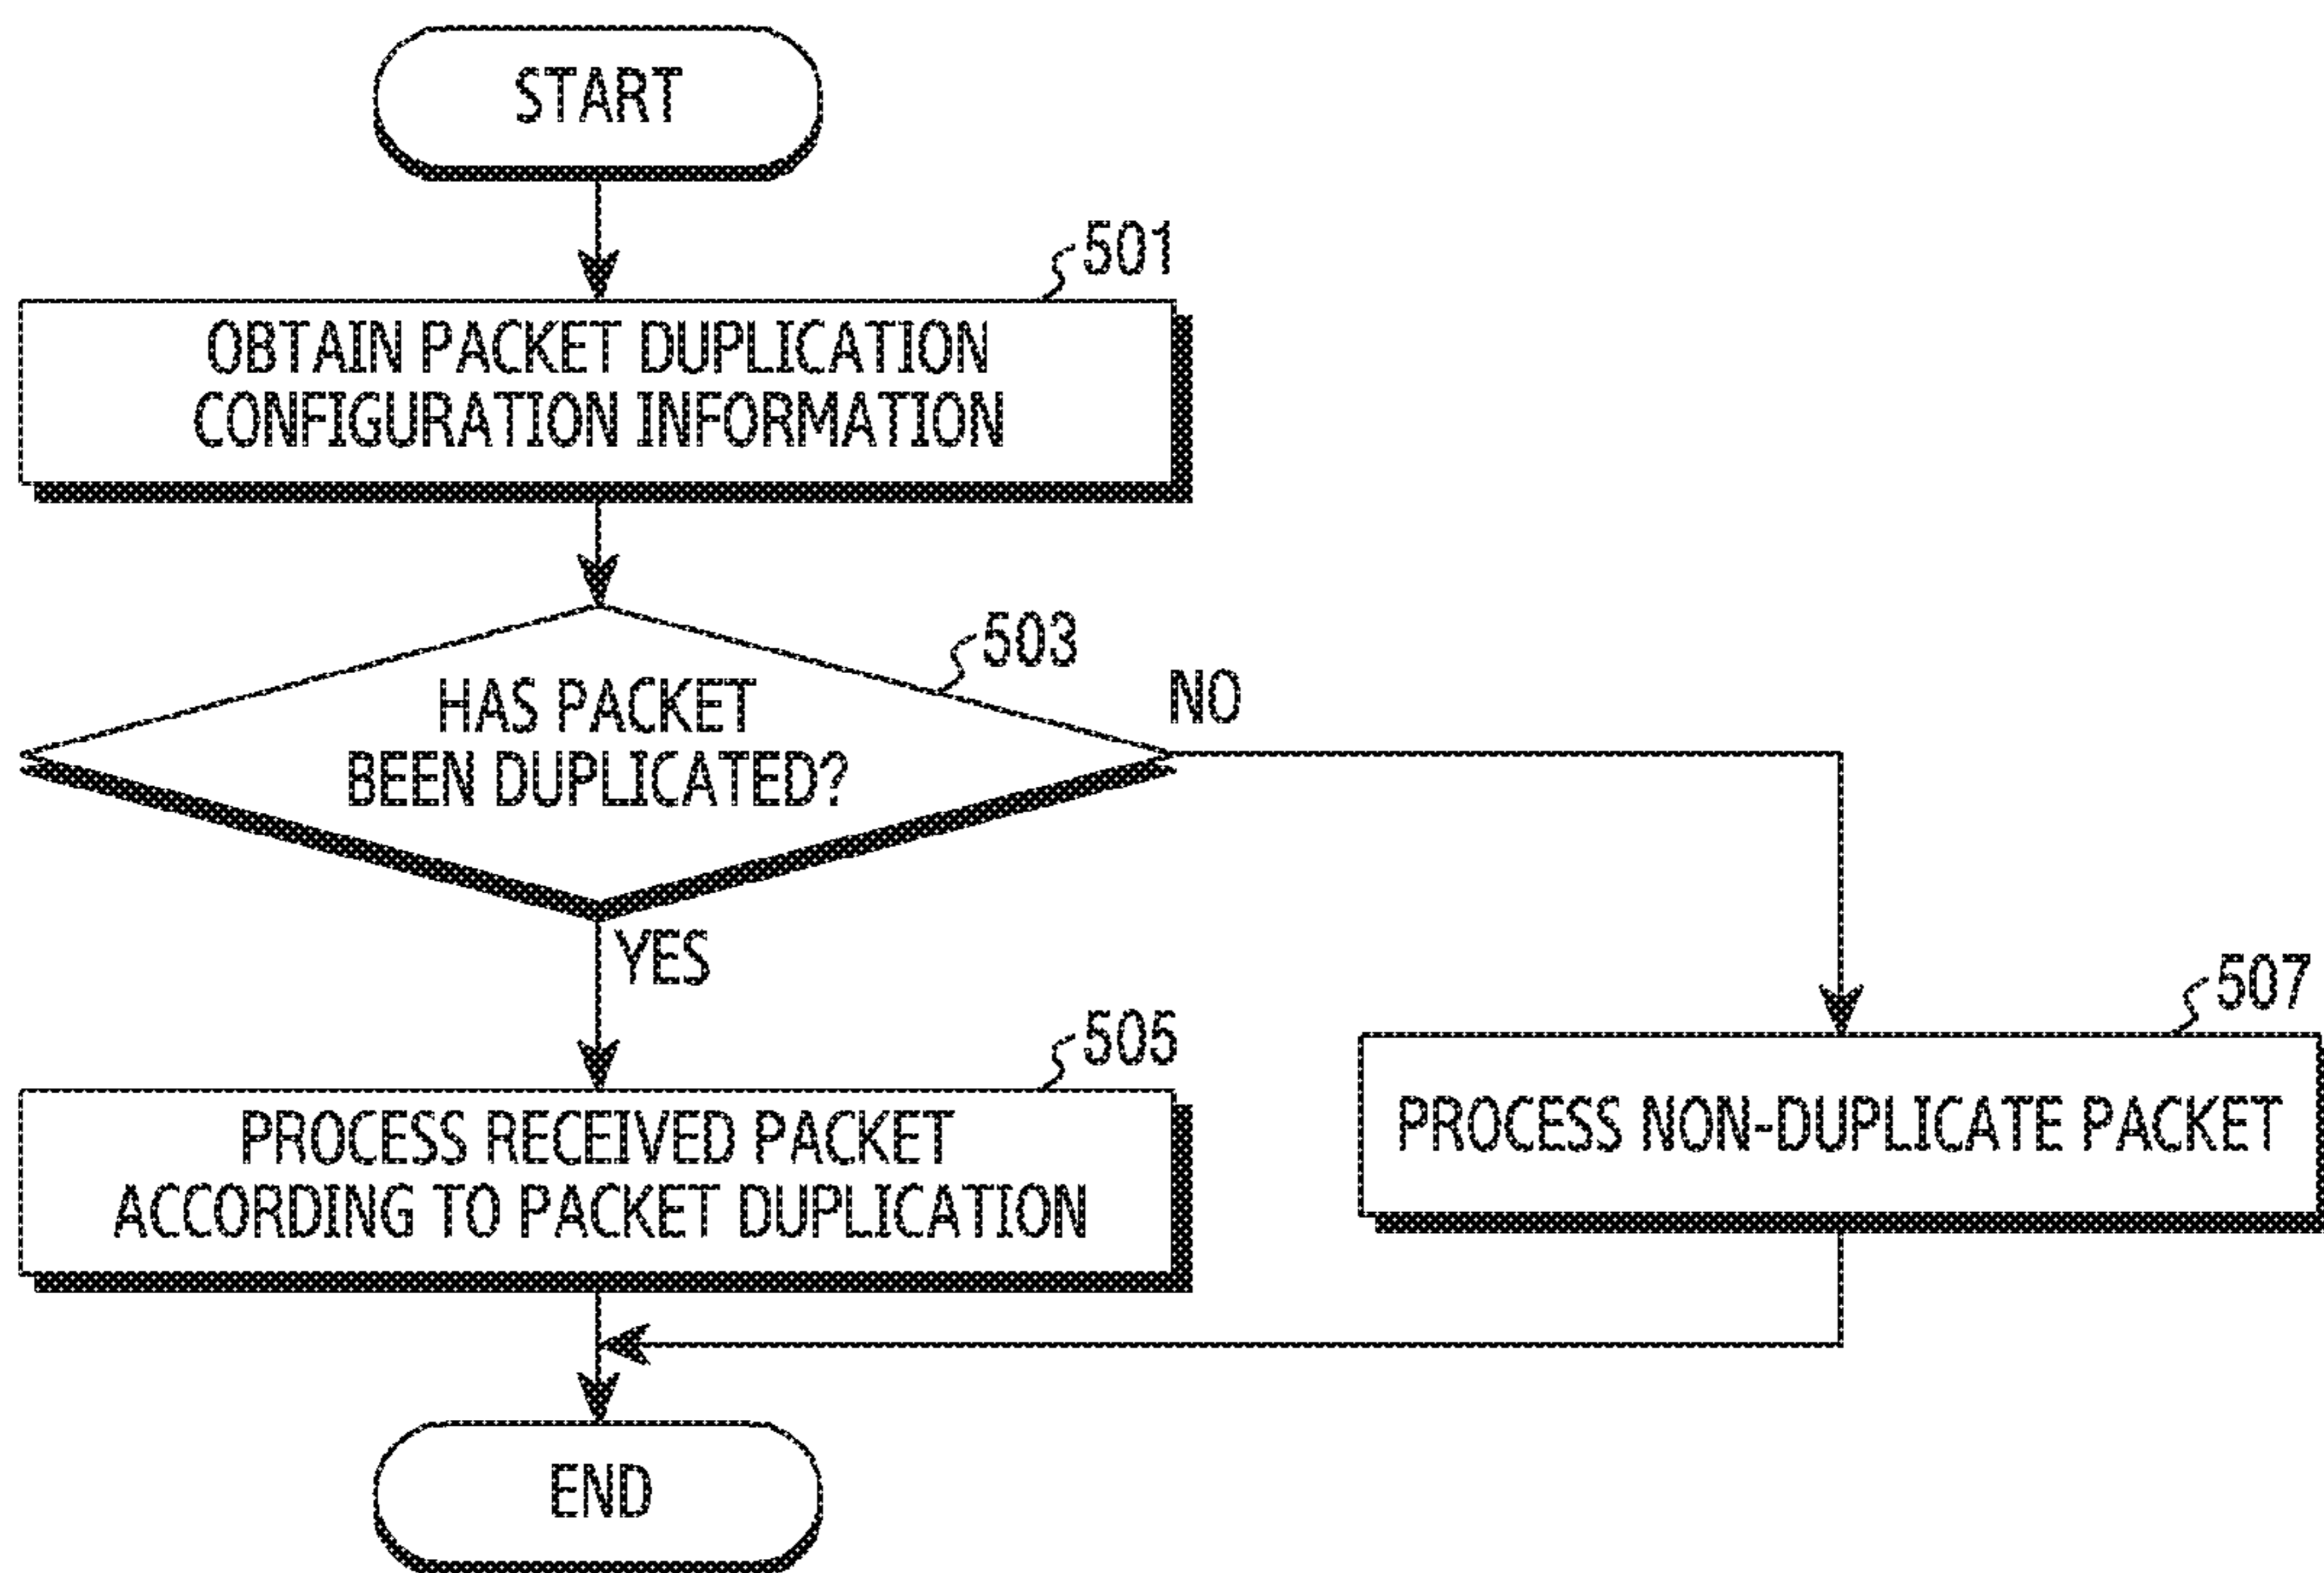 START
501
OBTAIN PACKET DUPLICATION
CONFIGURATION INFORMATION
503
HAS PACKET
BEEN DUPLICATED?
NO
YES
505
PROCESS RECEIVED PACKET
ACCORDING TO PACKET DUPLICATION
507
PROCESS NON-DUPLICATE PACKET
END